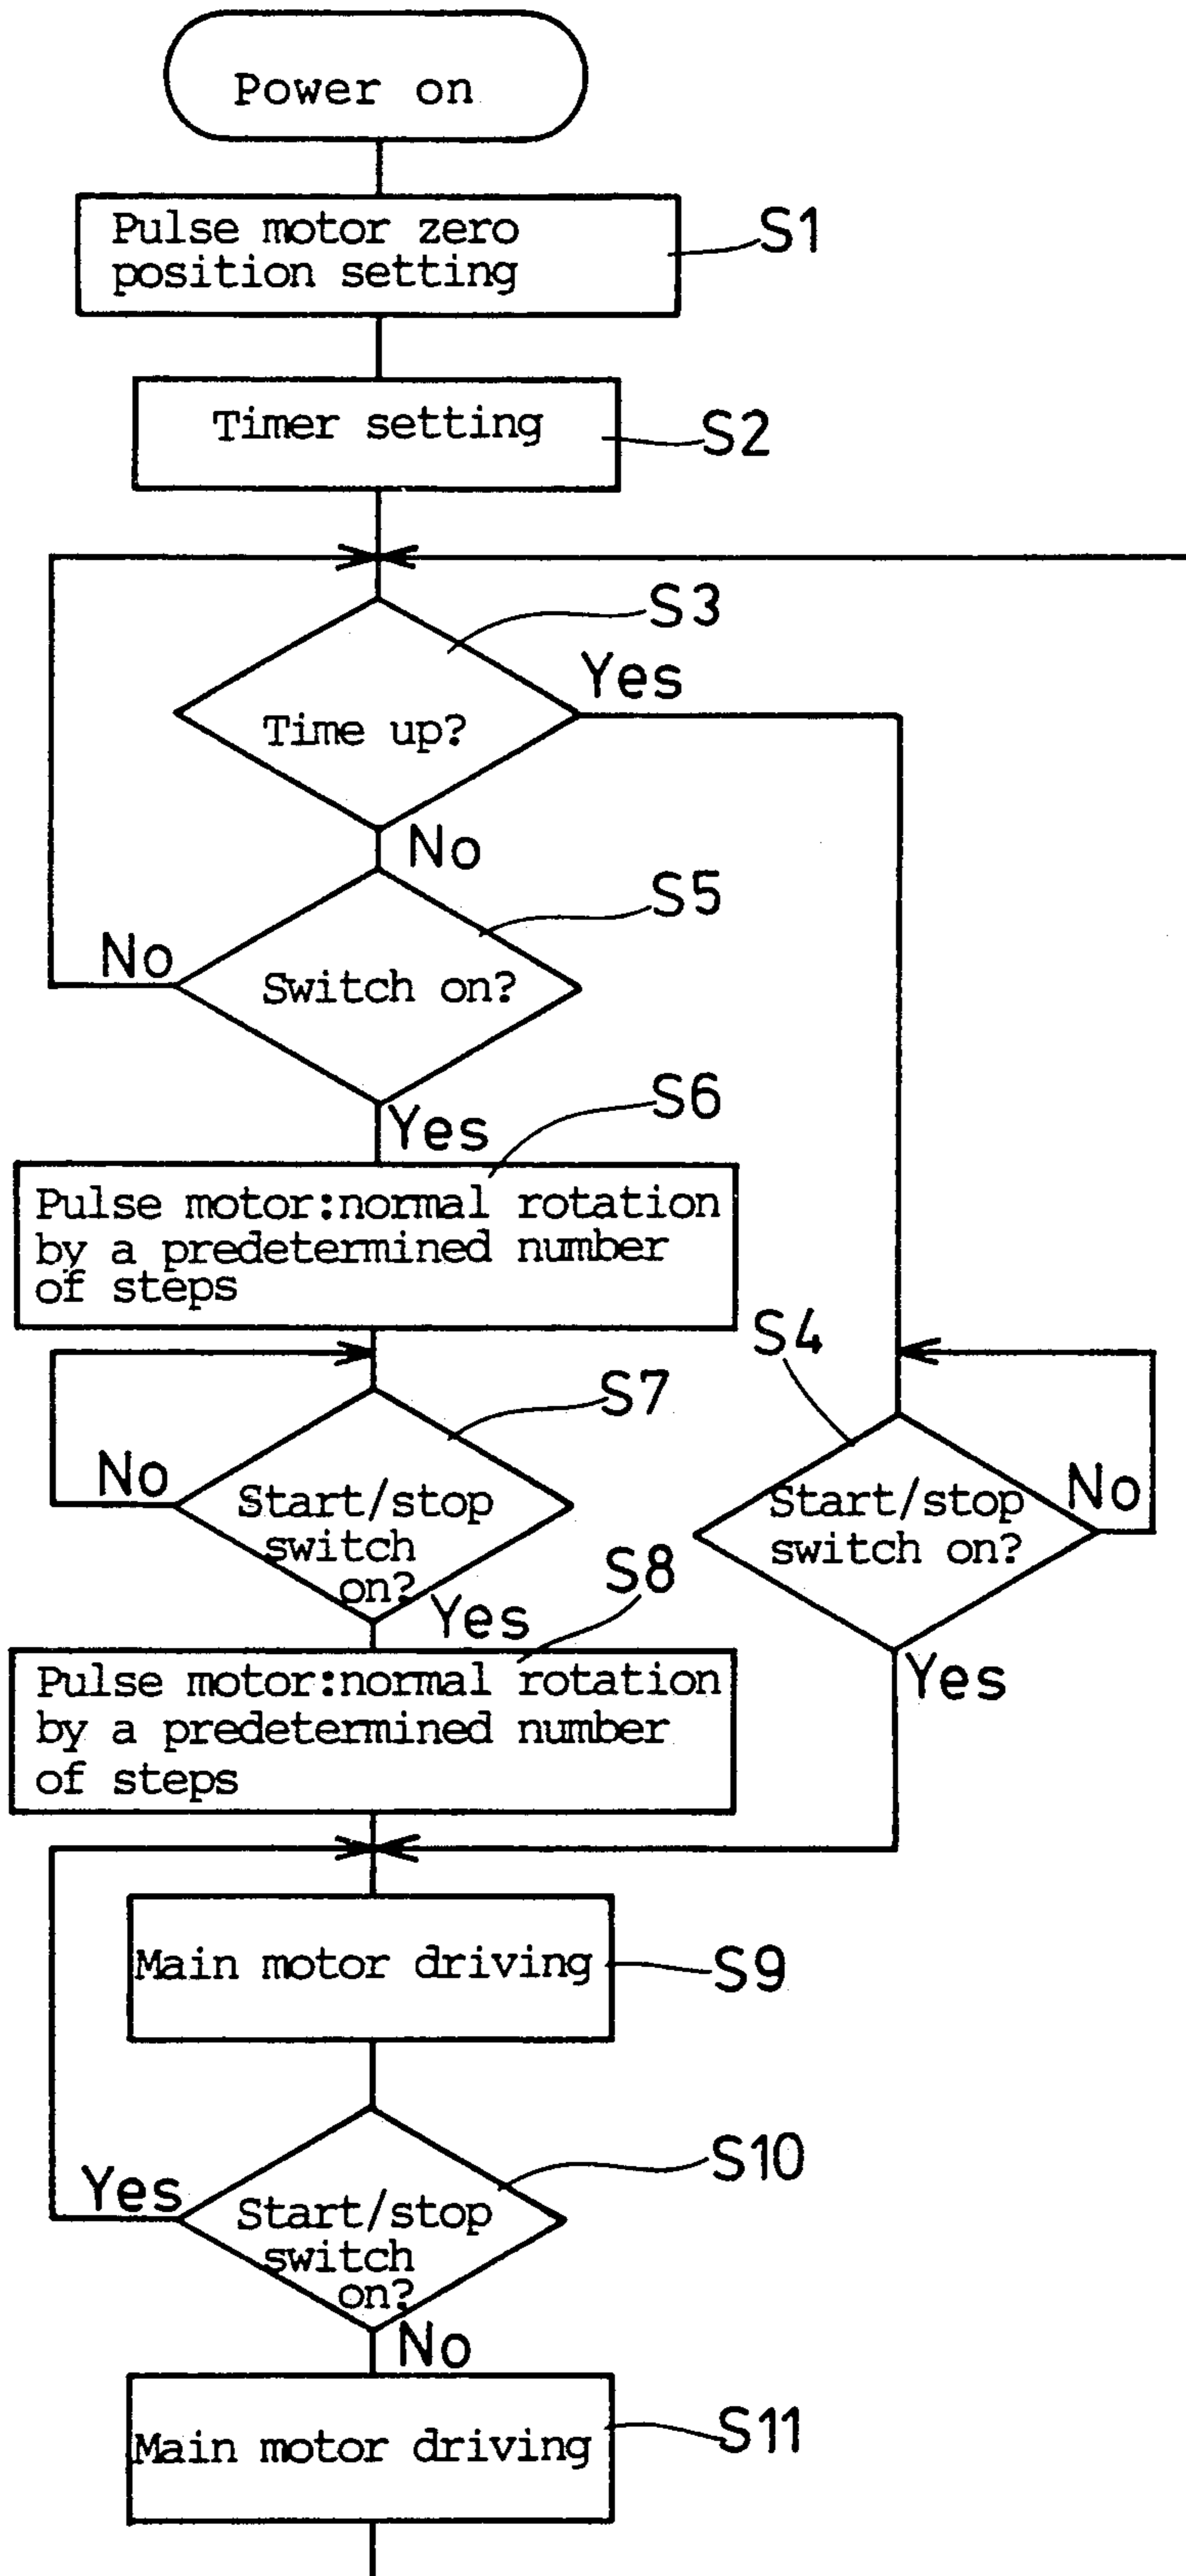 Power on
Pulse motor zero
position setting
S1
Timer setting
S2
S3
Yes
Time up?
No
S5
No
Switch on?
Yes
S6
Pulse motor:normal rotation
by a predetermined number
of steps
S7
No
Start/stop
switch
on?
Yes
S4
Start/stop
switch on?
No
Yes
S8
Pulse motor:normal rotation
by a predetermined number
of steps
Main motor driving
S9
S10
Yes
Start/stop
switch
on?
No
Main motor driving
S11